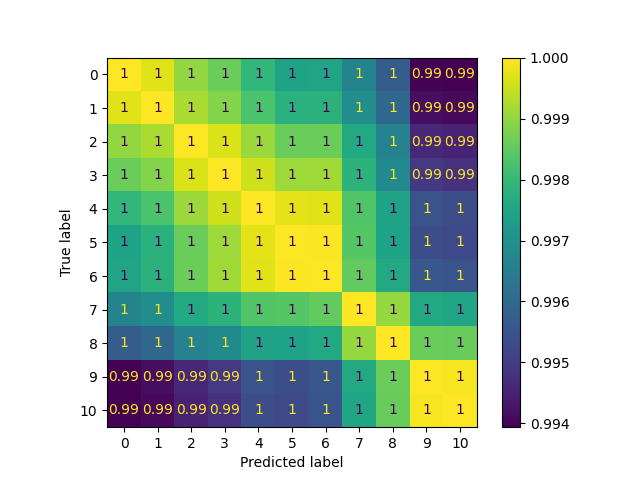 0 1 1 1 1 1 1 1 1 1 0.99 0.99
1 1 1 1 1 1 1 1 1 1 0.99 0.99
2 1 1 1 1 1 1 1 1 1 0.99 0.99
3 1 1 1 1 1 1 1 1 1 0.99 0.99
4 1 1 1 1 1 1 1 1 1 1 1
5 1 1 1 1 1 1 1 1 1 1 1
6 1 1 1 1 1 1 1 1 1 1 1
7 1 1 1 1 1 1 1 1 1 1 1
8 1 1 1 1 1 1 1 1 1 1 1
9 0.99 0.99 0.99 0.99 1 1 1 1 1 1 1
10 0.99 0.99 0.99 0.99 1 1 1 1 1 1 1
0 1 2 3 4 5 6 7 8 9 10
Predicted label
True label
1.000
0.999
0.998
0.997
0.996
0.995
0.994